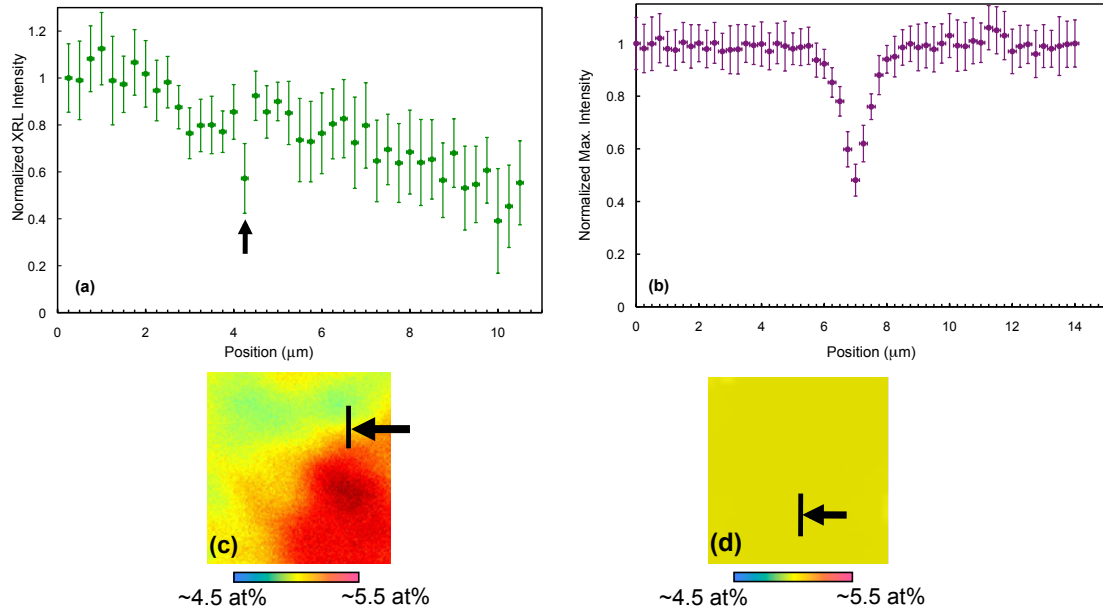 1.2
1
0.8
0.6
0.4
0.2
0
Normalized XRL Intensity
(a)
0 2 4 6 8 10
Position (μm)
1
0.8
0.6
0.4
0.2
0
Normalized Max. Intensity
(b)
0 2 4 6 8 10 12 14
Position (μm)
(c)
~4.5 at% ~5.5 at%
(d)
~4.5 at% ~5.5 at%